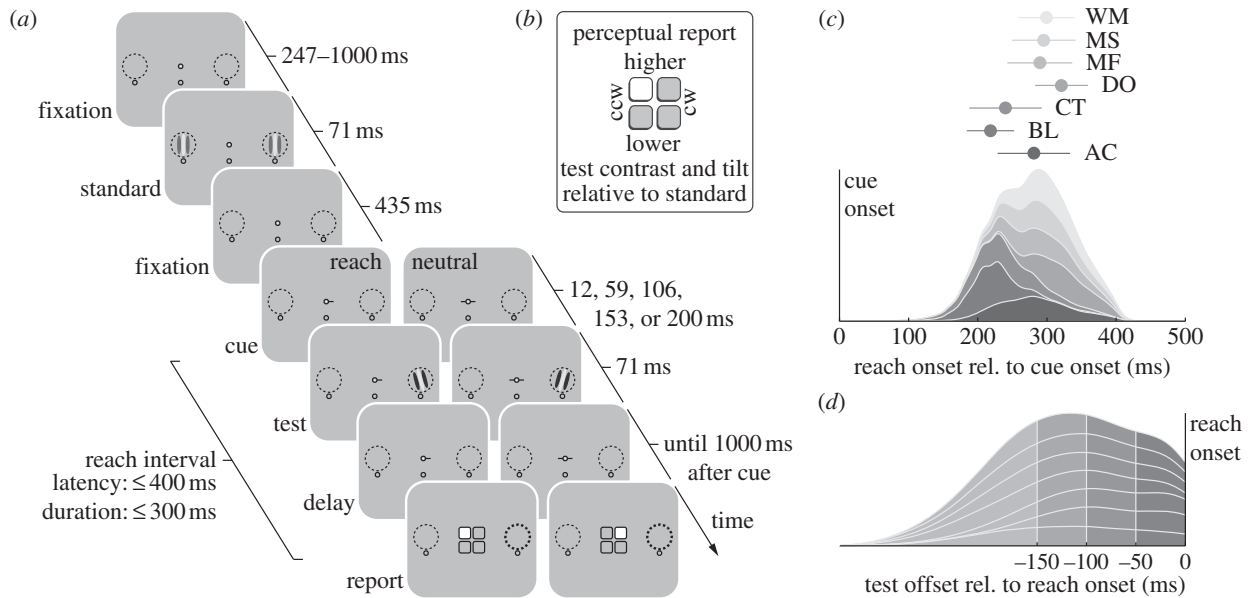 (a)
247–1000 ms
fixation
71 ms
standard
435 ms
fixation
reach
neutral
12, 59, 106,
153, or 200 ms
cue
71 ms
test
until 1000 ms
after cue
delay
time
report
reach interval
latency: ≤400 ms
duration: ≤300 ms
(b)
perceptual report
higher
ccw
cw
lower
test contrast and tilt
relative to standard
(c)
WM
MS
MF
DO
CT
BL
AC
cue
onset
0 100 200 300 400 500
reach onset rel. to cue onset (ms)
(d)
reach
onset
–150 –100 –50 0
test offset rel. to reach onset (ms)